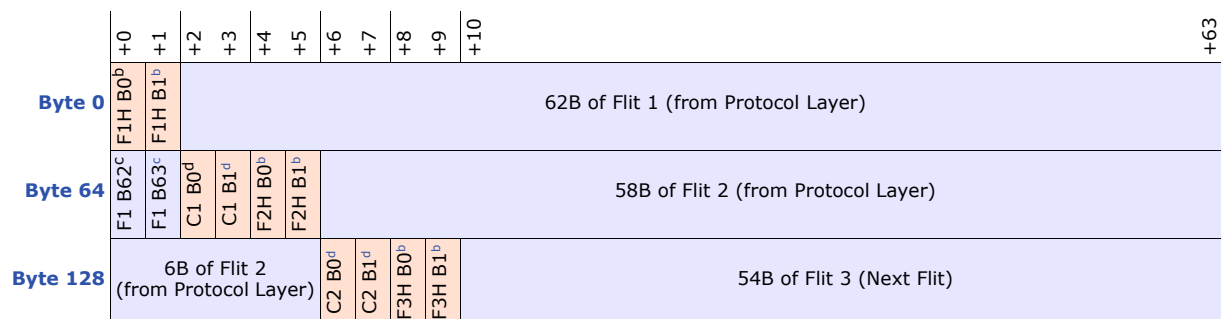 +0 +1 +2 +3 +4 +5 +6 +7 +8 +9 +10 +63
Byte 0 F1H B0b F1H B1b 62B of Flit 1 (from Protocol Layer)
Byte 64 F1 B62c F1 B63c C1 B0d C1 B1d F2H B0b F2H B1b 58B of Flit 2 (from Protocol Layer)
Byte 128 6B of Flit 2
(from Protocol Layer) C2 B0d C2 B1d F3H B0b F3H B1b 54B of Flit 3 (Next Flit)